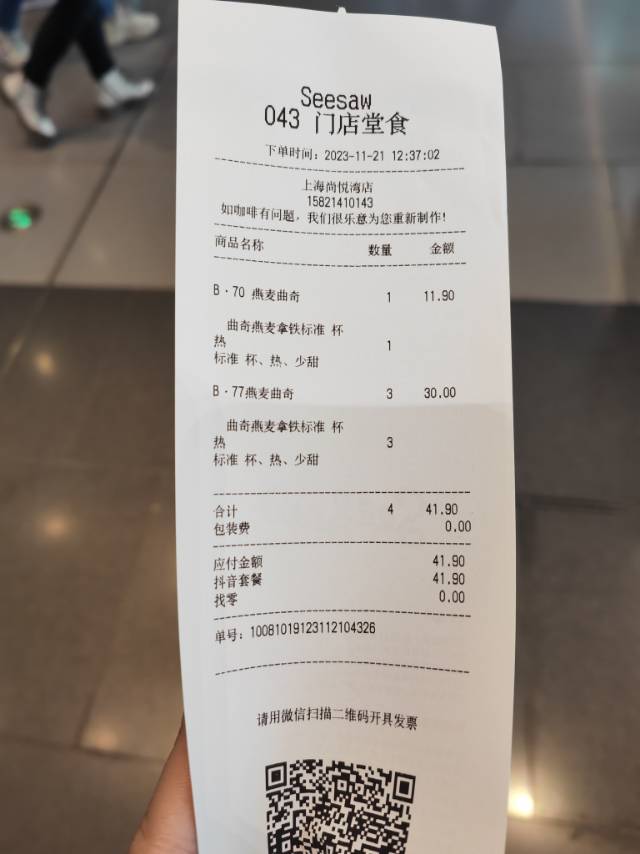 Seesaw
043 门店堂食
下单时间：2023-11-21 12:37:02
上海尚悦湾店
15821410143
如咖啡有问题，我们很乐意为您重新制作！
商品名称 数量 金额
B·70 燕麦曲奇 1 11.90
曲奇燕麦拿铁标准 杯
热 1
标准 杯、热、少甜
B·77燕麦曲奇 3 30.00
曲奇燕麦拿铁标准 杯
热 3
标准 杯、热、少甜
合计 4 41.90
包装费 0.00
应付金额 41.90
抖音套餐 41.90
找零 0.00
单号：10081019123112104326
请用微信扫描二维码开具发票